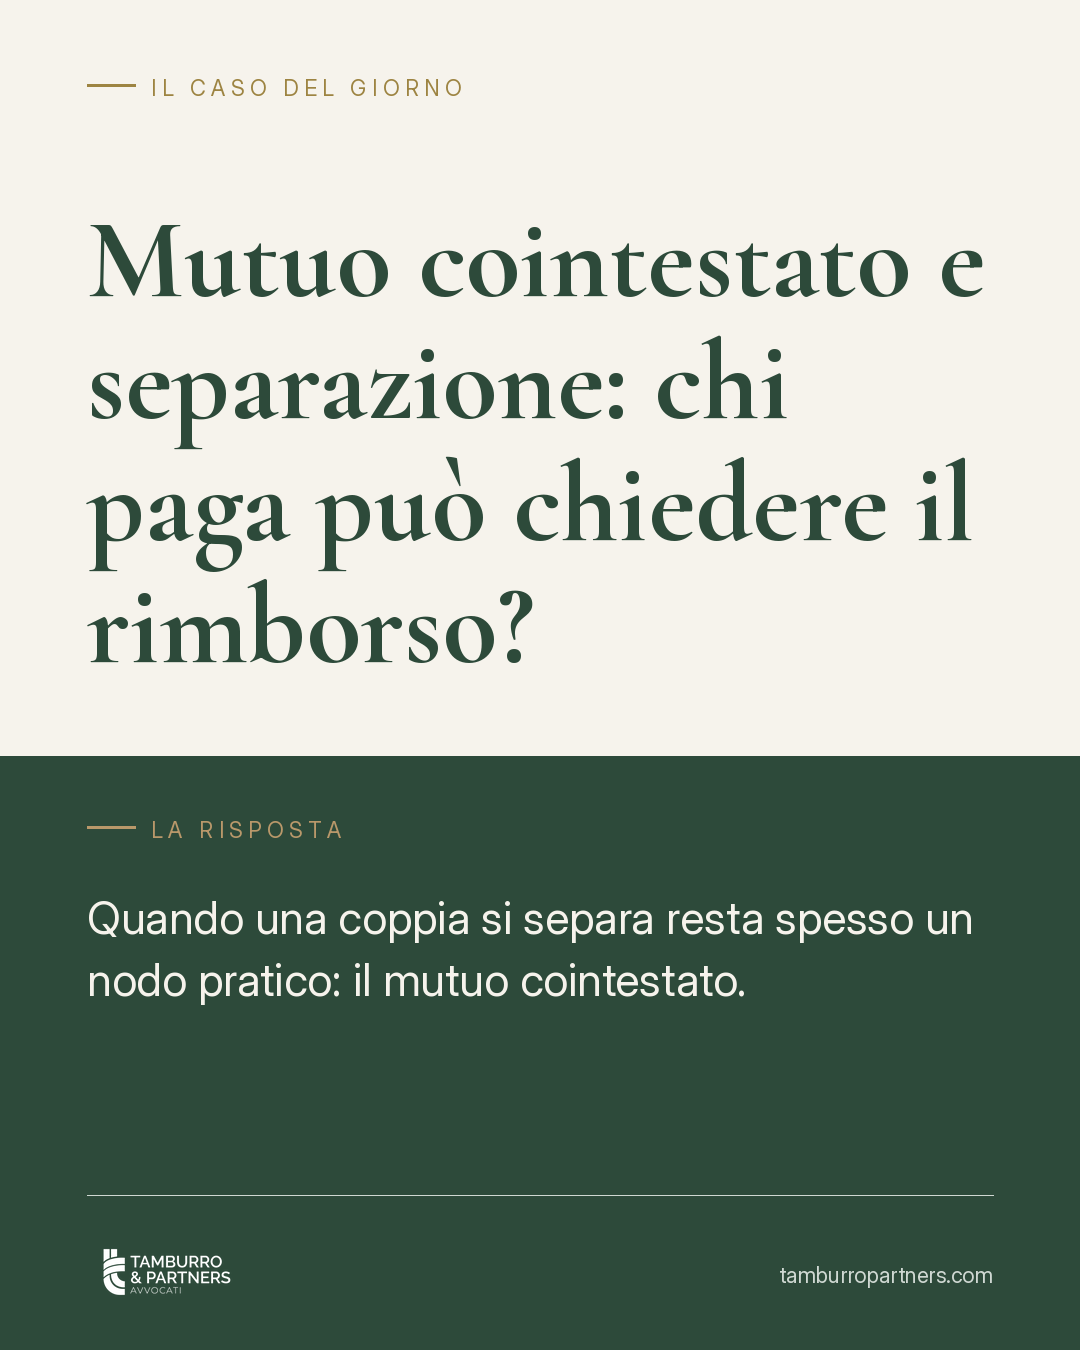 IL CASO DEL GIORNO
Mutuo cointestato e
separazione: chi
paga può chiedere il
rimborso?
LA RISPOSTA
Quando una coppia si separa resta spesso un
nodo pratico: il mutuo cointestato.
TAMBURRO
& PARTNERS
AVVOCATI
tamburropartners.com